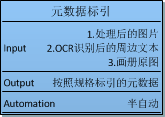 元数据标引
1.处理后的图片
Input 2.OCR识别后的周边文本
3.画册原图
Output 按照规格标引的元数据
Automation 半自动